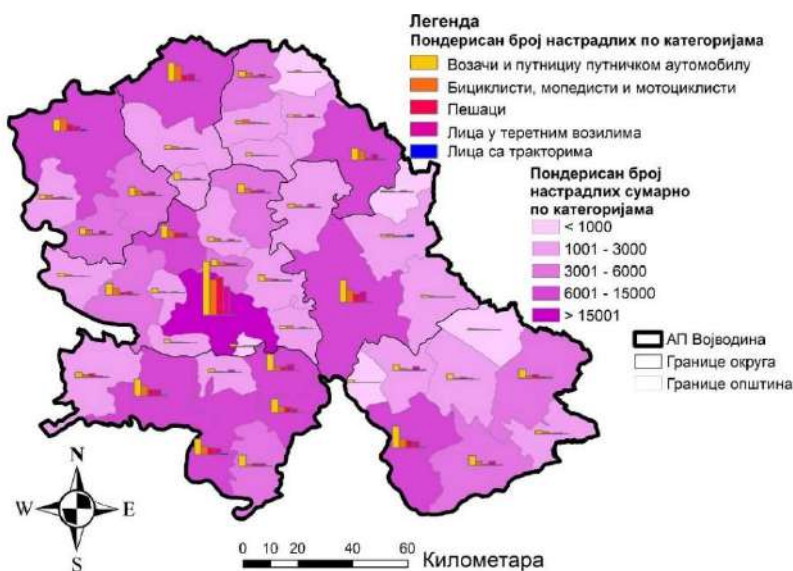 Легенда
Пондерисан број настрадлих по категоријама
Возачи и путнициу путничком аутомобилу
Бициклисти, мопедисти и мотоциклисти
Пешаци
Лица у теретним возилима
Лица са тракторима
Пондерисан број
настрадлих сумарно
по категоријама
< 1000
1001 - 3000
3001 - 6000
6001 - 15000
> 15001
АП Војводина
Границе округа
Границе општина
N
W
E
S
0 10 20 40 60
Километара